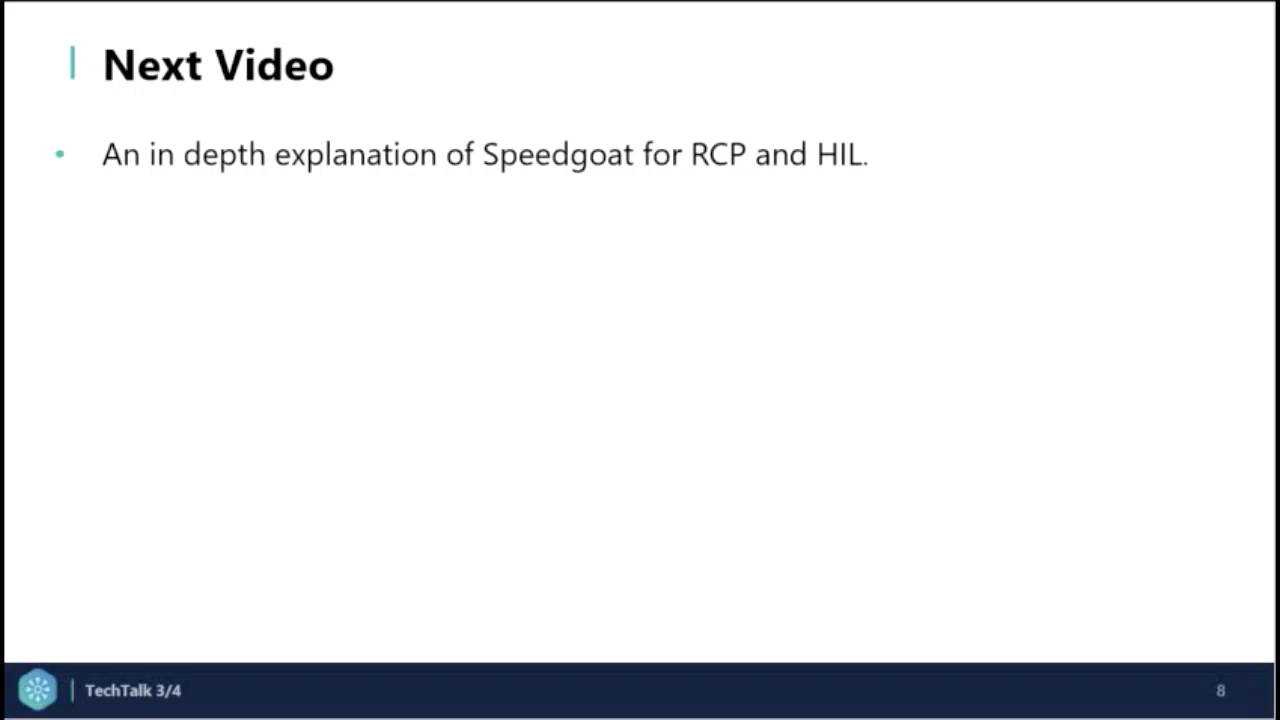 Next Video
• An in depth explanation of Speedgoat for RCP and HIL.
TechTalk 3/4
8